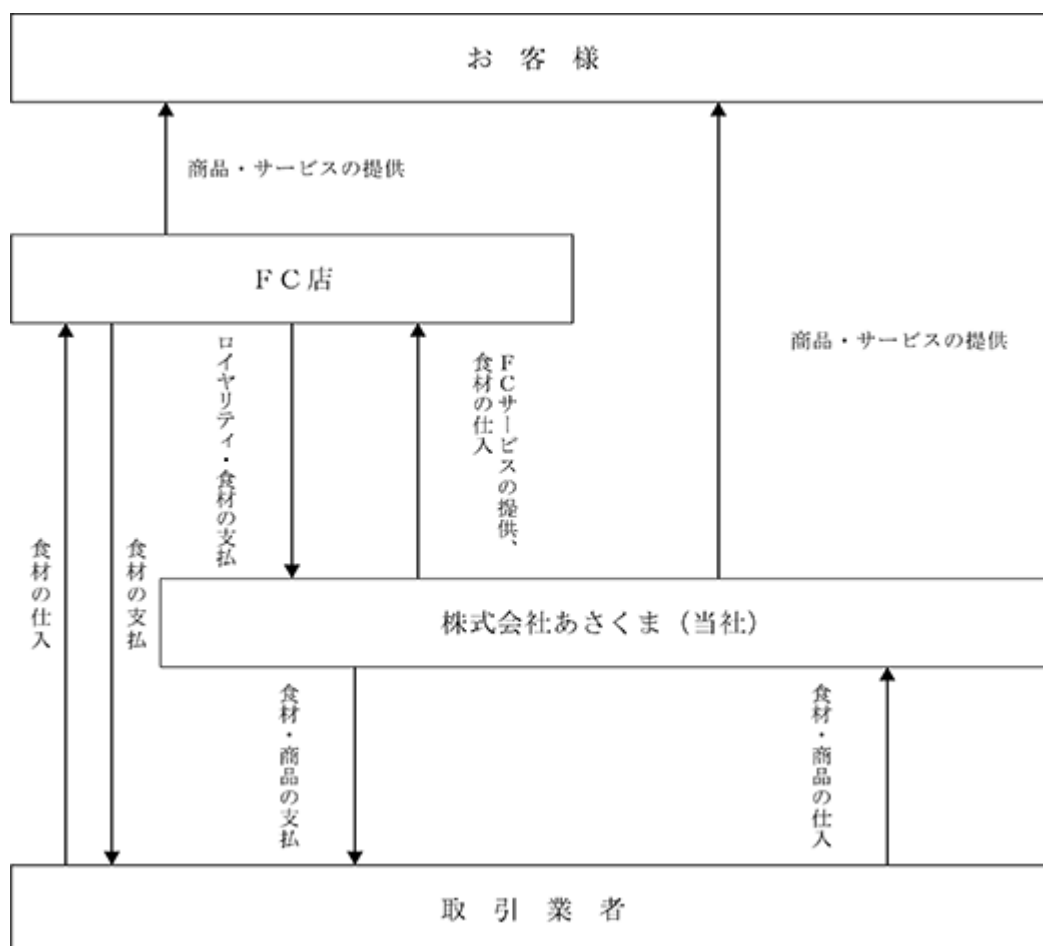 お 客 様
商品・サービスの提供
FC店
商品・サービスの提供
ロイヤリティ・食材の支払
FCサービスの提供、
食材の仕入
食材の仕入
食材の支払
株式会社あさくま（当社）
食材・商品の支払
食材・商品の仕入
取 引 業 者